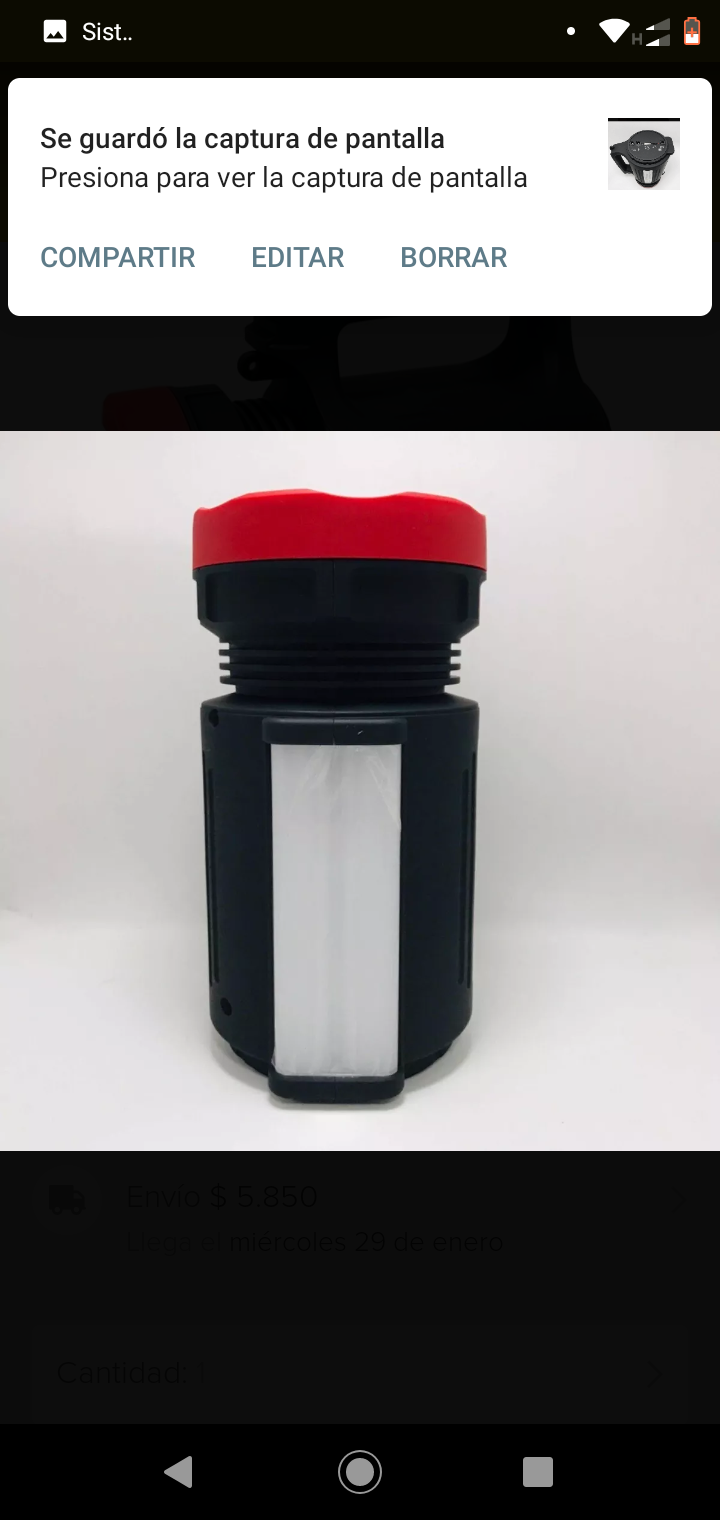 Sist..
H
Se guardó la captura de pantalla
Presiona para ver la captura de pantalla
COMPARTIR EDITAR BORRAR
Envío $ 5.850
Llega el miércoles 29 de enero
Cantidad: 1